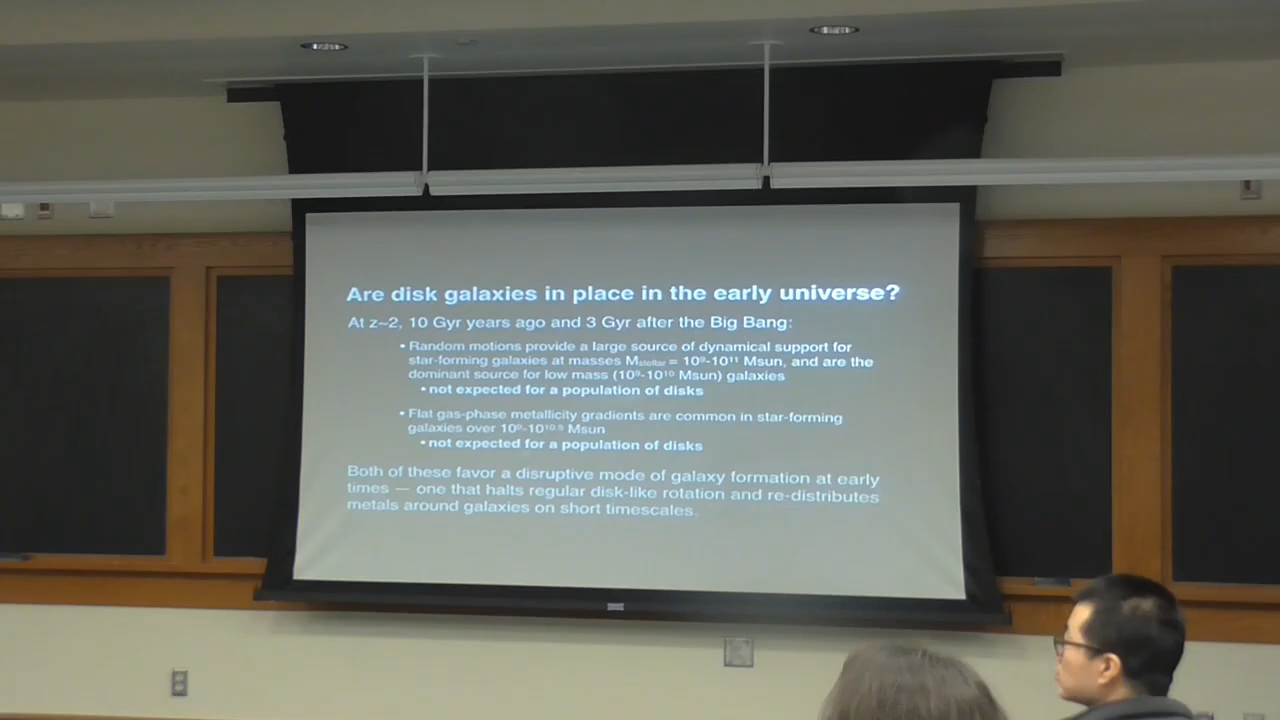 Are disk galaxies in place in the early universe?
At z~2, 10 Gyr years ago and 3 Gyr after the Big Bang:
• Random motions provide a large source of dynamical support for
star-forming galaxies at masses Mstellar = 10⁹-10¹¹ Msun, and are the
dominant source for low mass (10⁹-10¹⁰ Msun) galaxies
• not expected for a population of disks
• Flat gas-phase metallicity gradients are common in star-forming
galaxies over 10⁹-10¹⁰·⁵ Msun
• not expected for a population of disks
Both of these favor a disruptive mode of galaxy formation at early
times — one that halts regular disk-like rotation and re-distributes
metals around galaxies on short timescales.